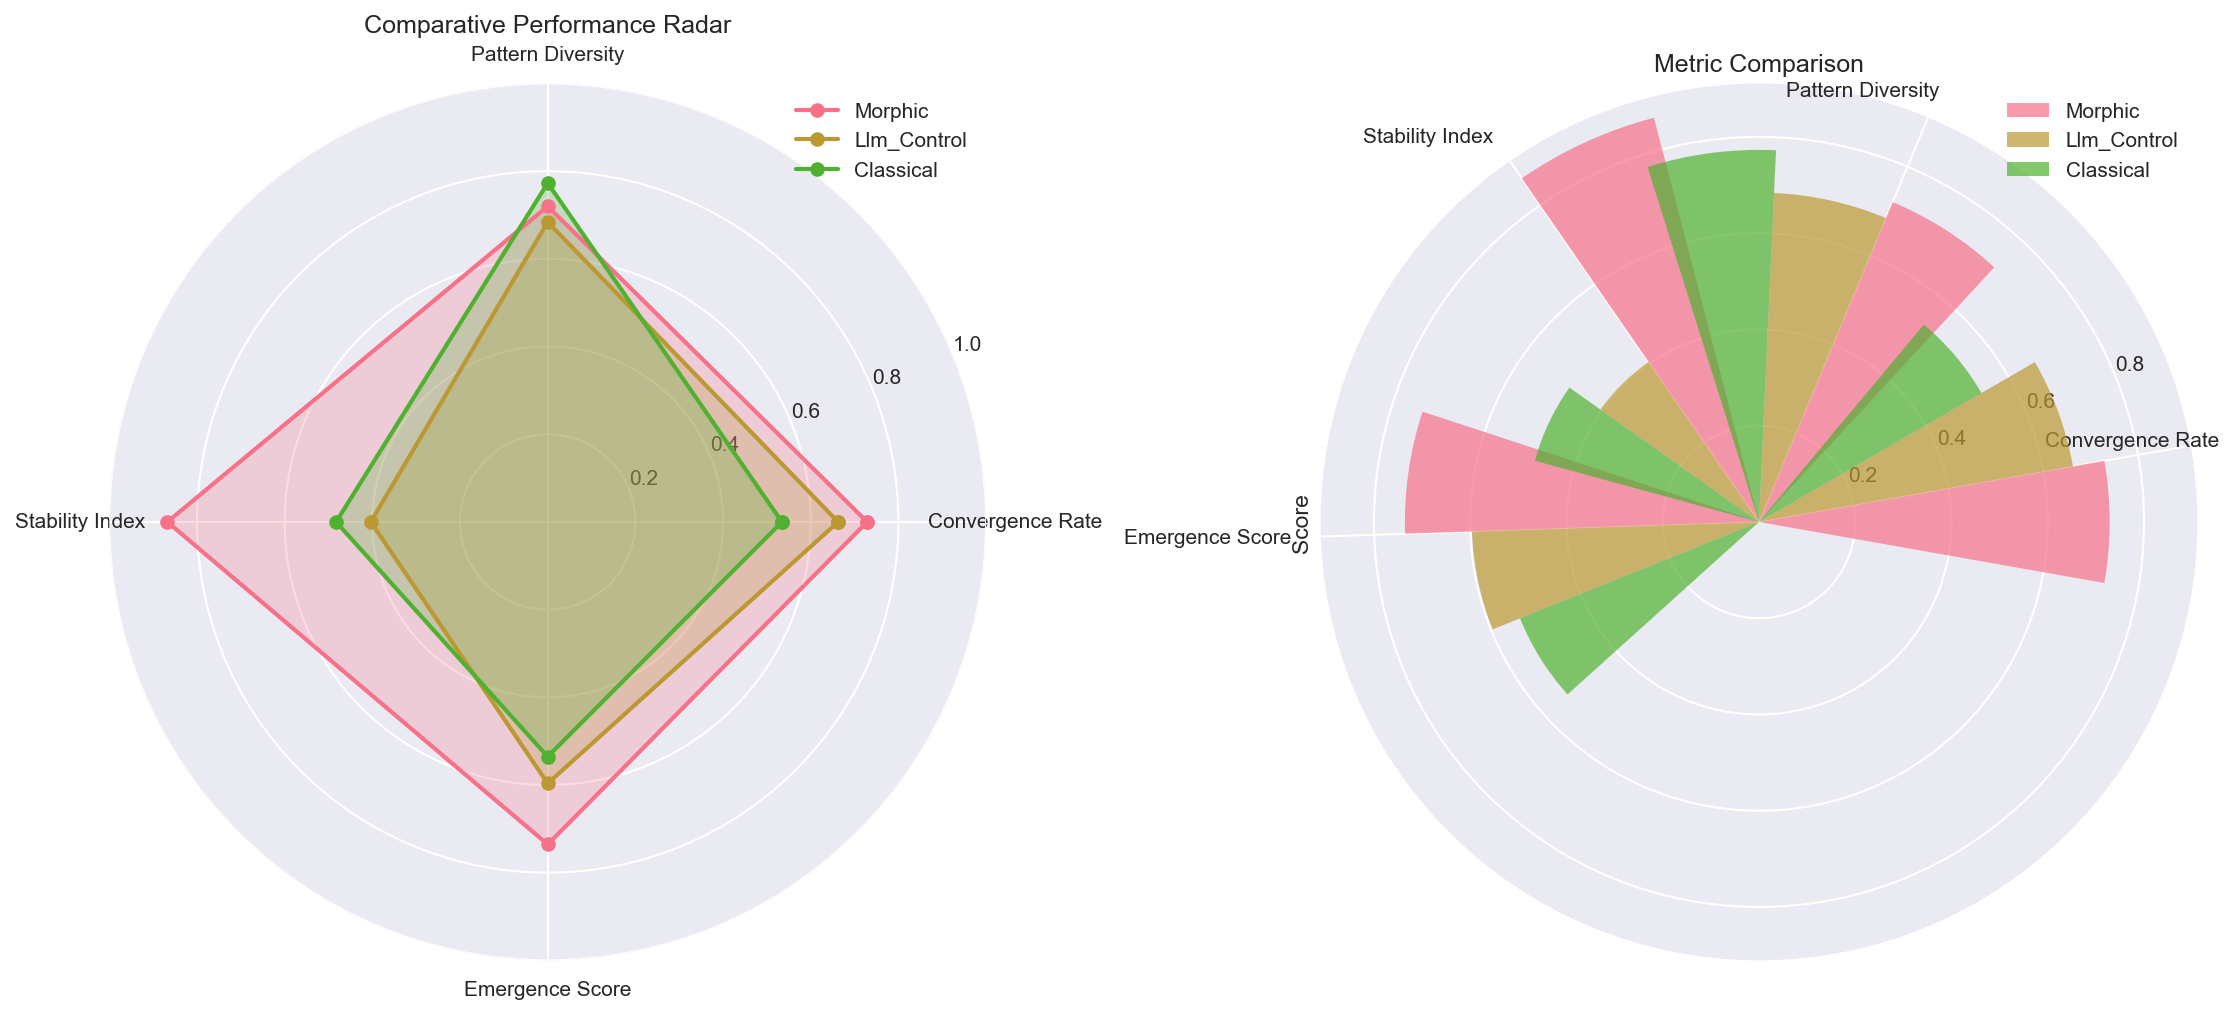 Comparative Performance Radar
Pattern Diversity
Morphic
Llm_Control
Classical
1.0
0.8
0.6
0.4
0.2
Stability Index
Convergence Rate
Emergence Score
Metric Comparison
Pattern Diversity
Morphic
Llm_Control
Classical
Stability Index
0.8
0.6
0.4
0.2
Convergence Rate
Emergence Score
Score